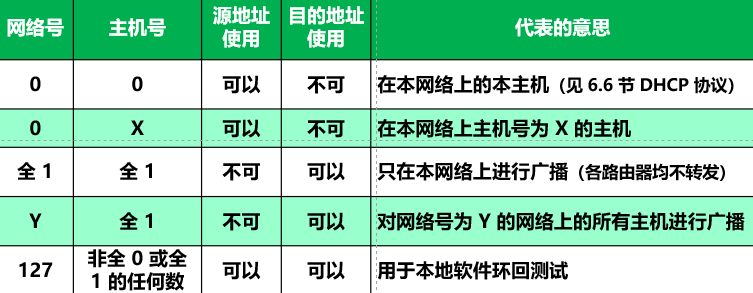 网络号 主机号 源地址使用 目的地址使用 代表的意思
0 0 可以 不可 在本网络上的本主机（见 6.6 节 DHCP 协议）
0 X 可以 不可 在本网络上主机号为 X 的主机
全 1 全 1 不可 可以 只在本网络上进行广播（各路由器均不转发）
Y 全 1 不可 可以 对网络号为 Y 的网络上的所有主机进行广播
127 非全 0 或全 1 的任何数 可以 可以 用于本地软件环回测试